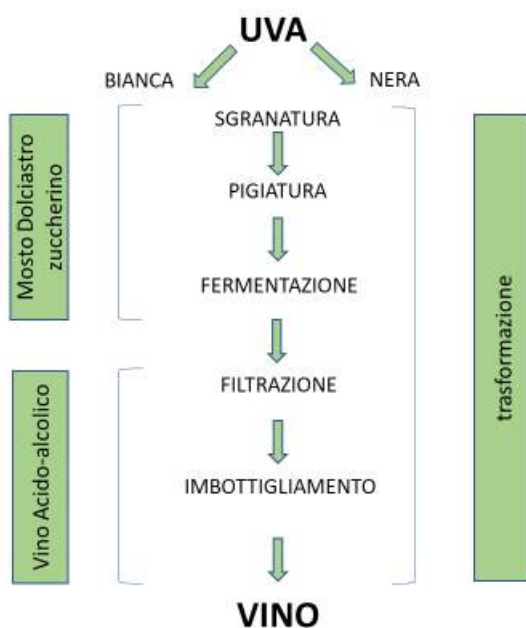 UVA
BIANCA
NERA
SGRANATURA
PIGIATURA
FERMENTAZIONE
FILTRAZIONE
IMBOTTIGLIAMENTO
VINO
Mosto Dolciastro
zuccherino
Vino Acido-alcolico
trasformazione